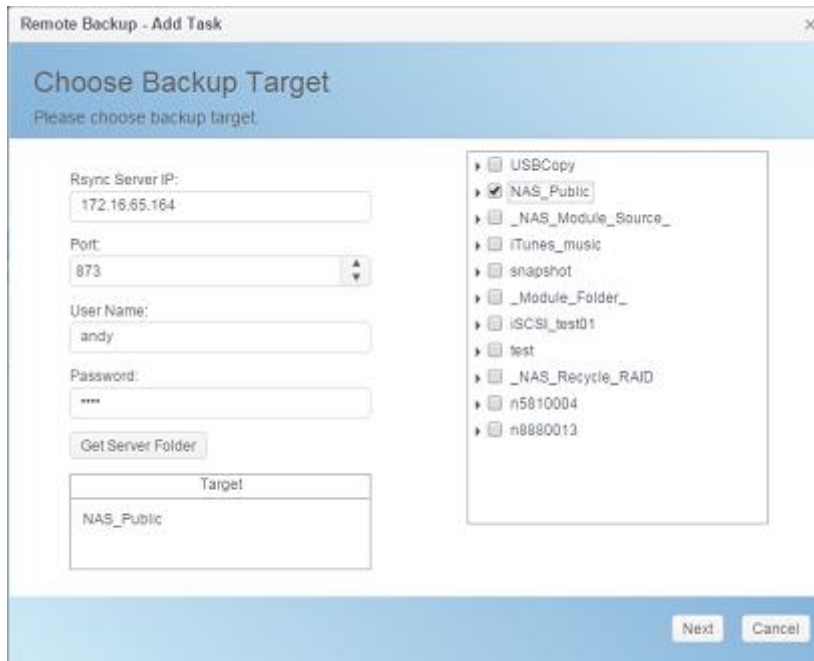 Remote Backup - Add Task
Choose Backup Target
Please choose backup target.
Rsync Server IP:
172.16.65.164
Port:
873
User Name:
andy
Password:
••••
Get Server Folder
Target
NAS_Public
USBCopy
NAS_Public
_NAS_Module_Source_
iTunes_music
snapshot
_Module_Folder_
iSCSI_test01
test
_NAS_Recycle_RAID
n5810004
n8880013
Next
Cancel